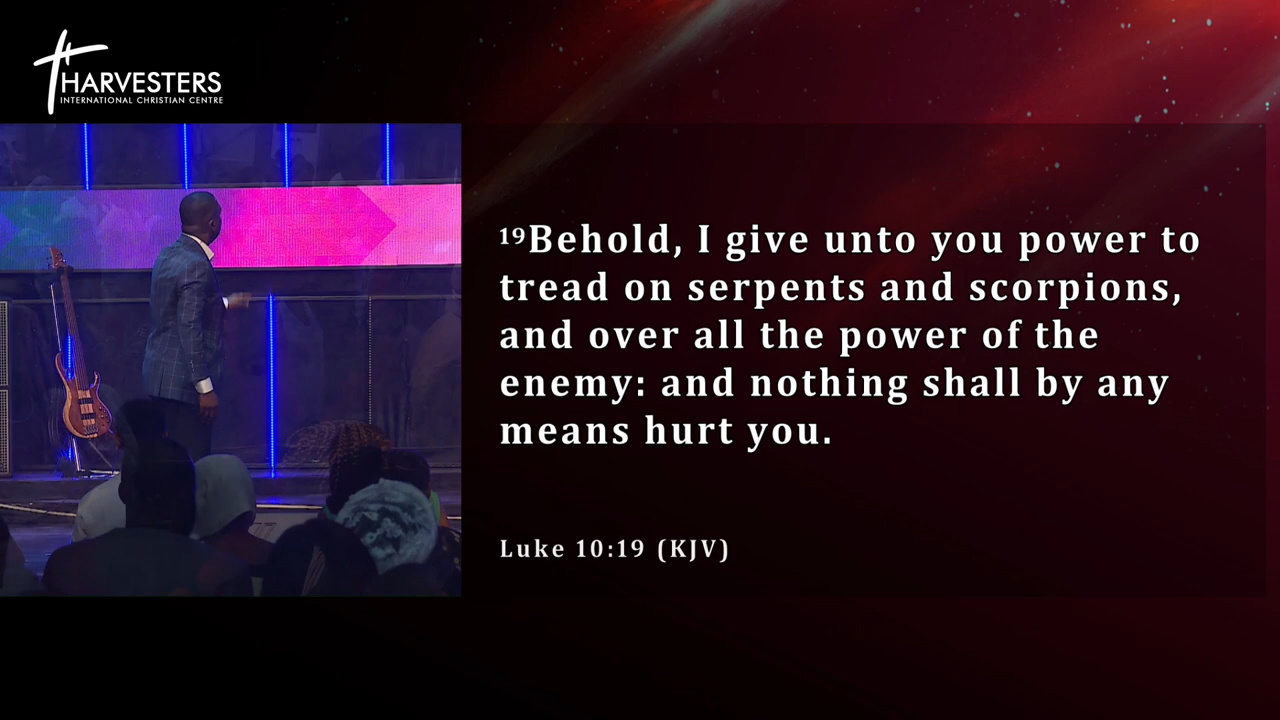 HARVESTERS
INTERNATIONAL CHRISTIAN CENTRE
19Behold, I give unto you power to
tread on serpents and scorpions,
and over all the power of the
enemy: and nothing shall by any
means hurt you.
Luke 10:19 (KJV)